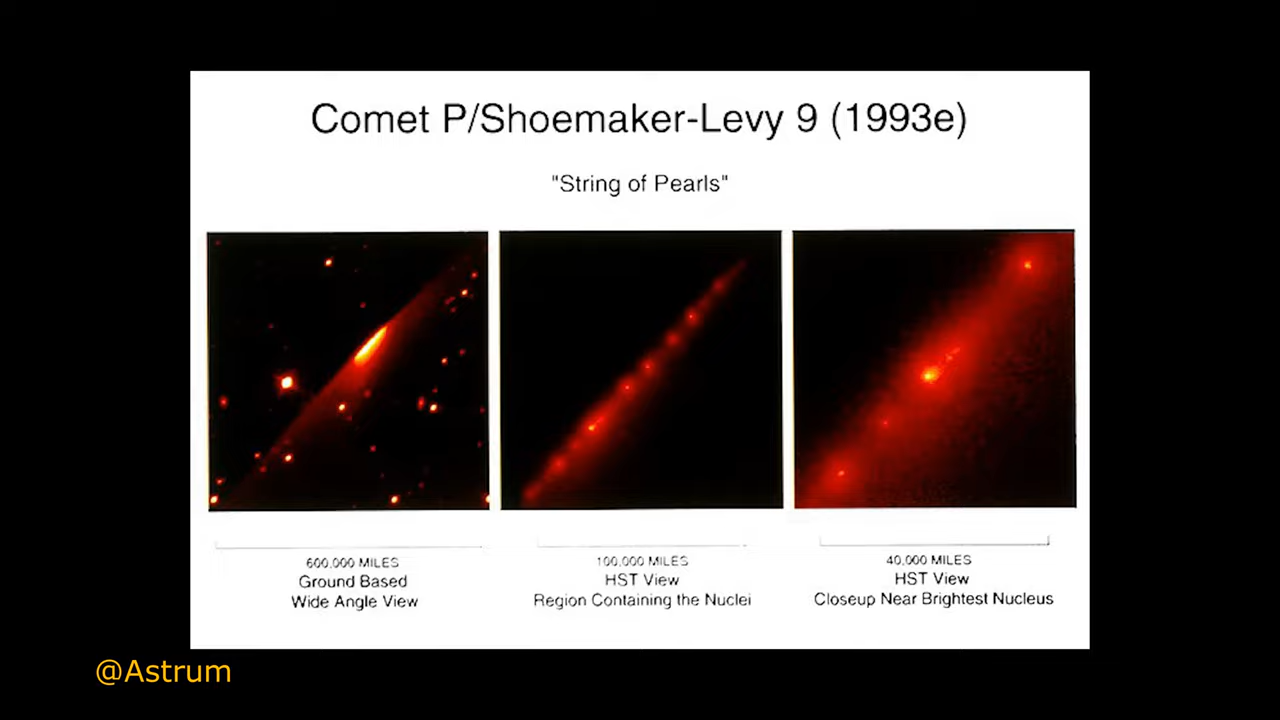 Comet P/Shoemaker-Levy 9 (1993e)
"String of Pearls"
600,000 MILES
Ground Based
Wide Angle View
100,000 MILES
HST View
Region Containing the Nuclei
40,000 MILES
HST View
Closeup Near Brightest Nucleus
@Astrum